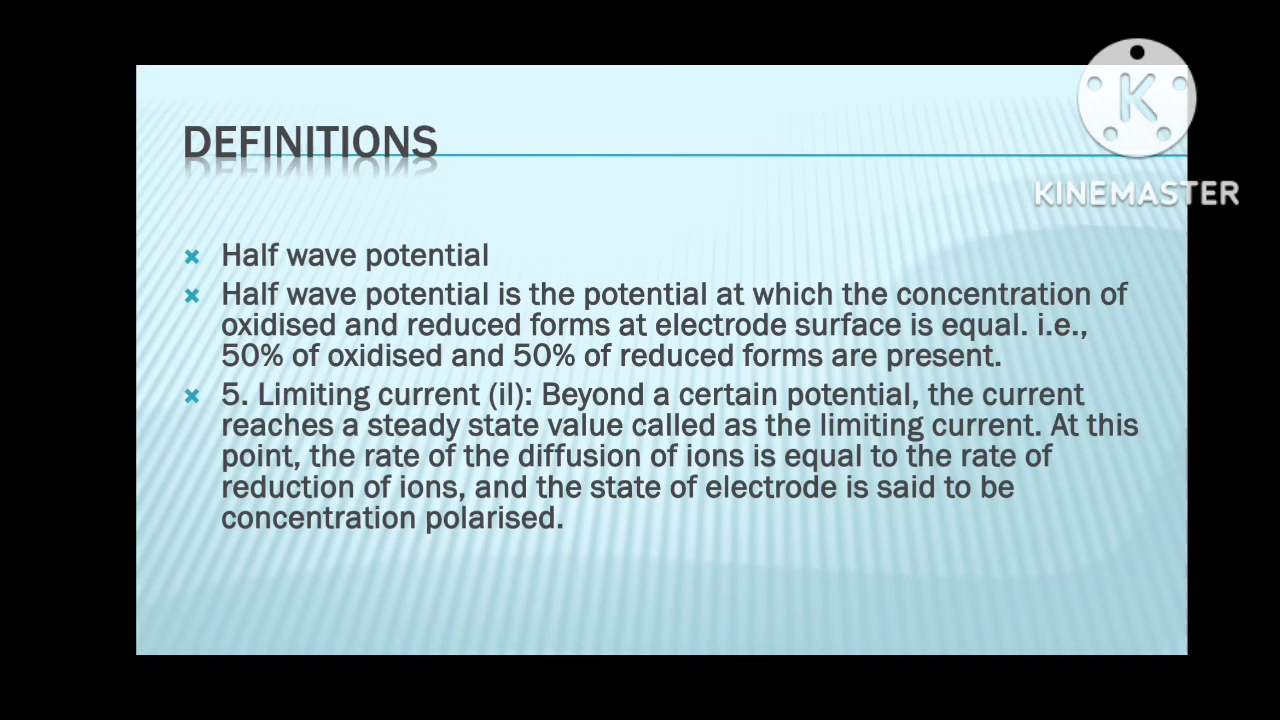 K
KINEMASTER
DEFINITIONS
Half wave potential
Half wave potential is the potential at which the concentration of
oxidised and reduced forms at electrode surface is equal. i.e.,
50% of oxidised and 50% of reduced forms are present.
5. Limiting current (il): Beyond a certain potential, the current
reaches a steady state value called as the limiting current. At this
point, the rate of the diffusion of ions is equal to the rate of
reduction of ions, and the state of electrode is said to be
concentration polarised.